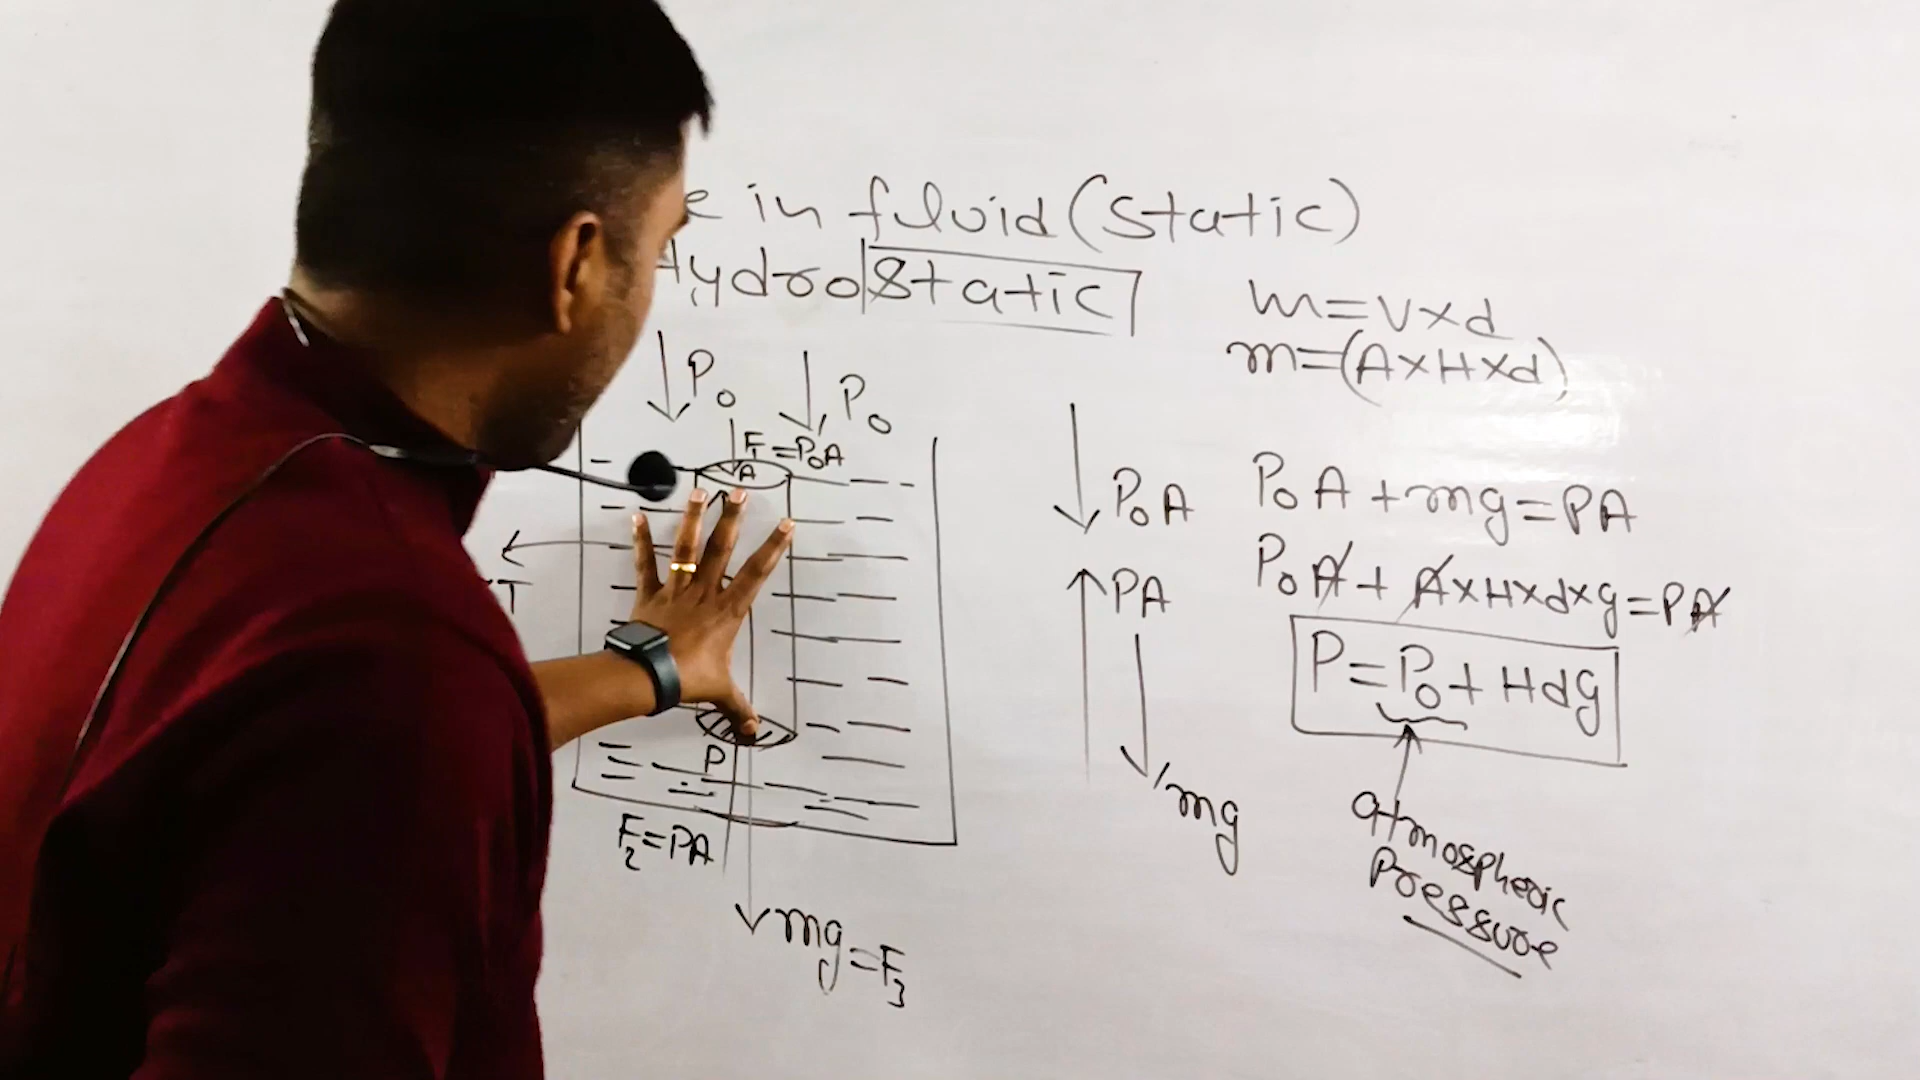 e in fluid (static)
Hydro static
m=v×d
m=(A×H×d)
P₀ P₀
F₁=P₀A
A
P₀A
P₀A+mg=PA
PA
P₀A+A×H×d×g=PA
T
P=P₀+Hdg
P
mg
atmospheric
Pressure
F₂=PA
mg=F₃